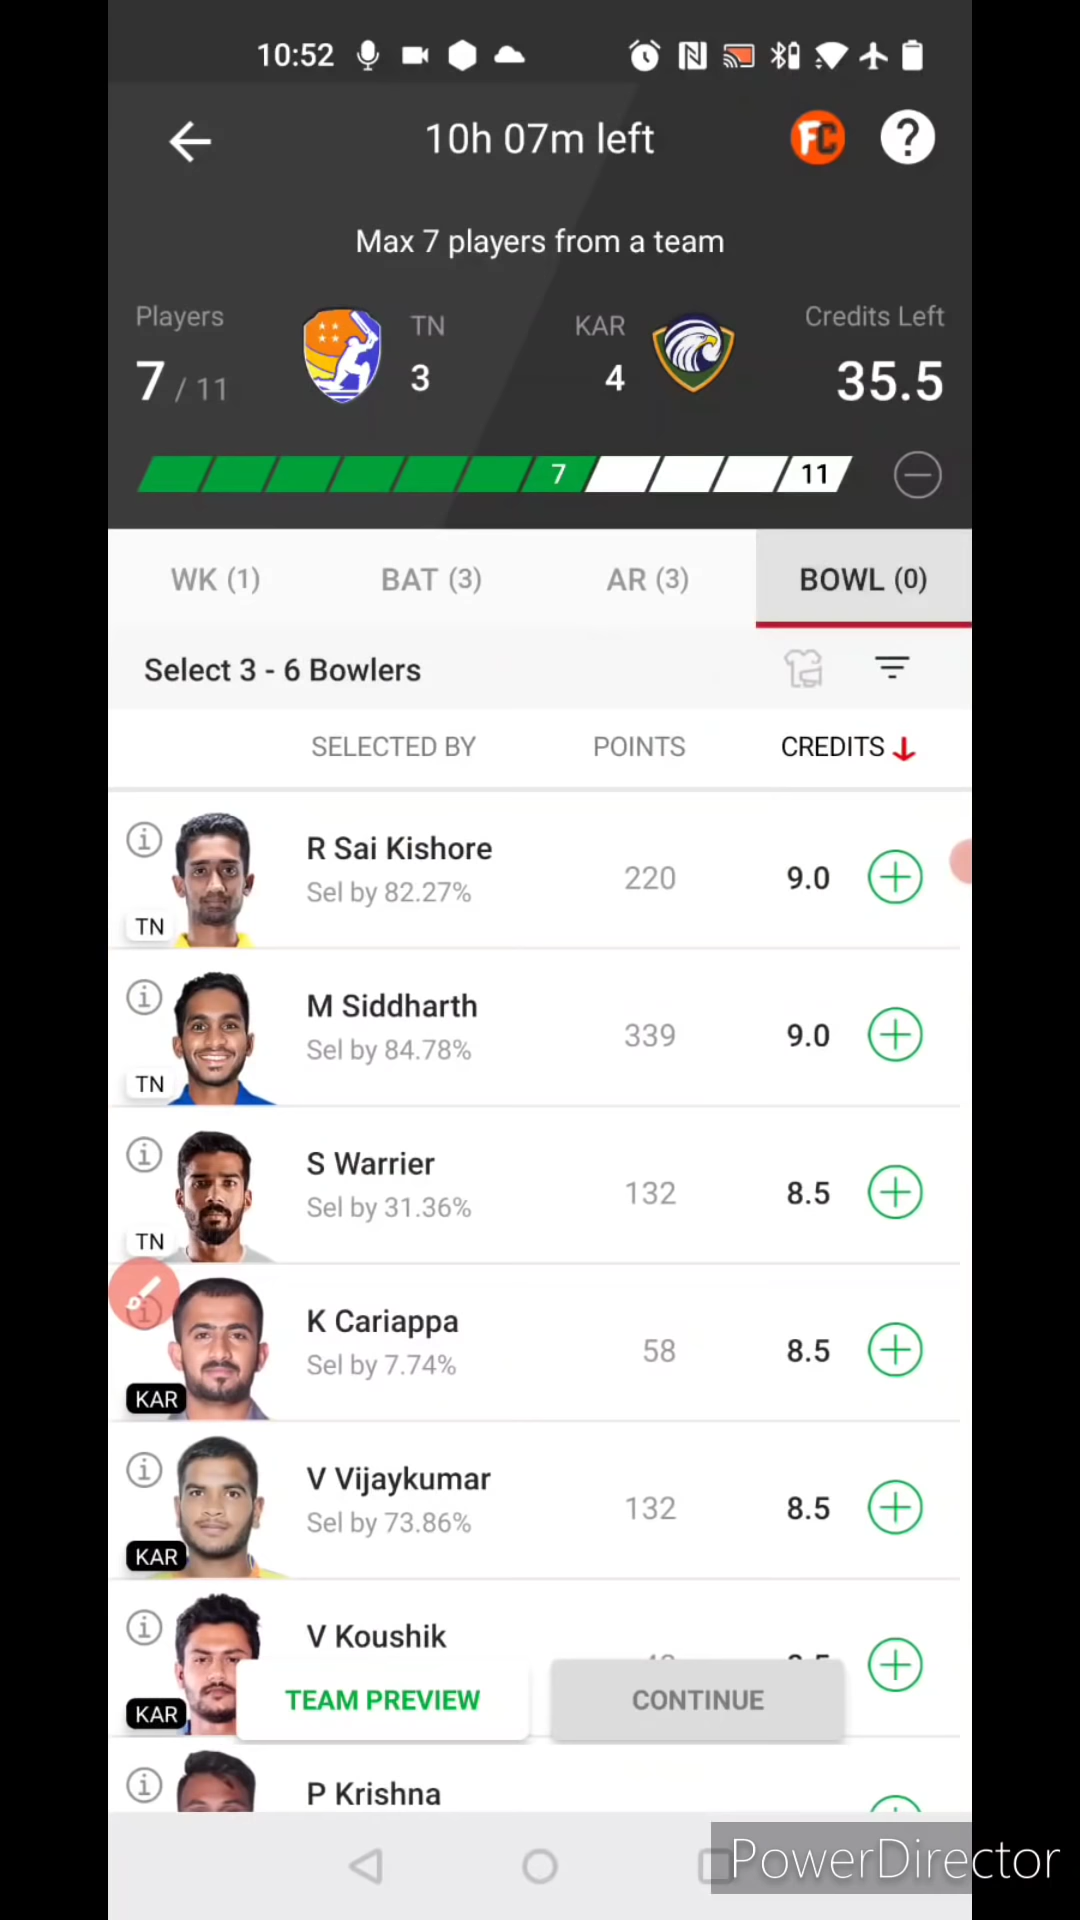 10:52
10h 07m left
FC
?
Max 7 players from a team
Players
TN
KAR
Credits Left
7 / 11
3
4
35.5
7
11
WK (1)
BAT (3)
AR (3)
BOWL (0)
Select 3 - 6 Bowlers
SELECTED BY
POINTS
CREDITS
R Sai Kishore
Sel by 82.27%
220
9.0
TN
M Siddharth
Sel by 84.78%
339
9.0
TN
S Warrier
Sel by 31.36%
132
8.5
TN
K Cariappa
Sel by 7.74%
58
8.5
KAR
V Vijaykumar
Sel by 73.86%
132
8.5
KAR
V Koushik
KAR
TEAM PREVIEW
CONTINUE
P Krishna
PowerDirector